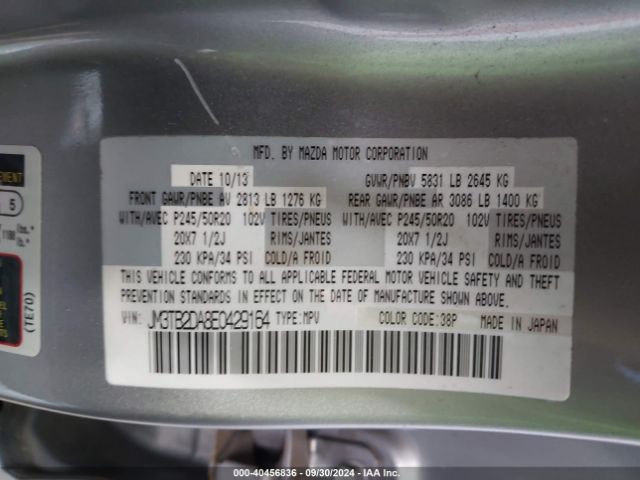 MFD. BY MAZDA MOTOR CORPORATION
DATE 10/13 GVWR/PNBV 5831 LB 2645 KG
FRONT GAWR/PNBE AV 2813 LB 1276 KG REAR GAWR/PNBE AR 3086 LB 1400 KG
WITH/AVEC P245/50R20 102V TIRES/PNEUS WITH/AVEC P245/50R20 102V TIRES/PNEUS
20X7 1/2J RIMS/JANTES 20X7 1/2J RIMS/JANTES
230 KPA/34 PSI COLD/A FROID 230 KPA/34 PSI COLD/A FROID
THIS VEHICLE CONFORMS TO ALL APPLICABLE FEDERAL MOTOR VEHICLE SAFETY AND THEFT
PREVENTION STANDARDS IN EFFECT ON THE DATE OF MANUFACTURE SHOWN ABOVE.
VIN: JM3TB2DA8E0429164 TYPE:MPV COLOR CODE:38P MADE IN JAPAN
5
1190 lbs.*
(TE70)
000-40456836 - 09/30/2024 - IAA Inc.